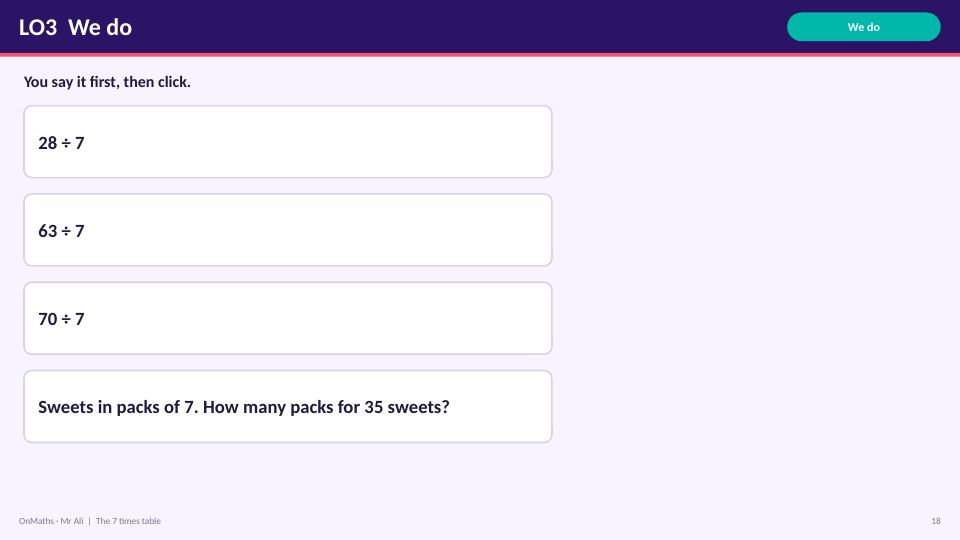 LO3  We do
We do
You say it first, then click.
28 ÷ 7
63 ÷ 7
70 ÷ 7
Sweets in packs of 7. How many packs for 35 sweets?
OnMaths - Mr Ali  |  The 7 times table
18